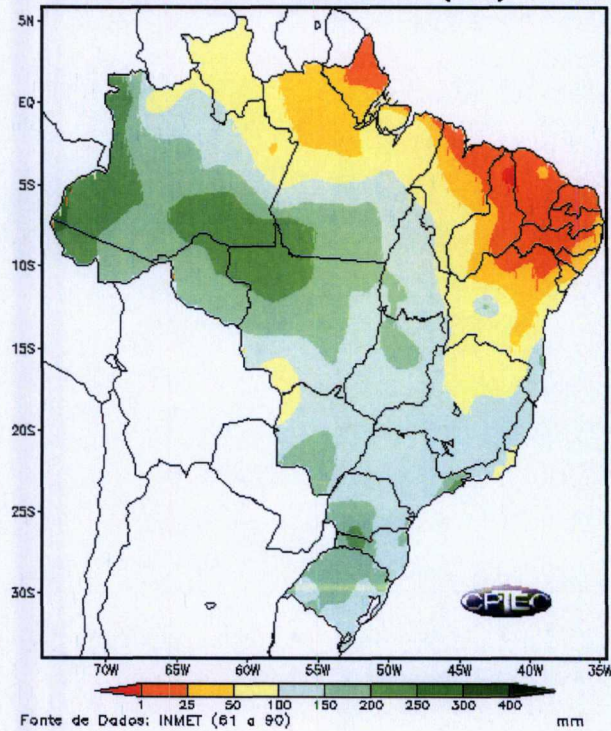 5N
EQ
5S
10S
15S
20S
25S
30S
CPTEC
70W 65W 60W 55W 50W 45W 40W 35W
1 25 50 100 150 200 250 300 400
Fonte de Dados: INMET (61 a 90) mm